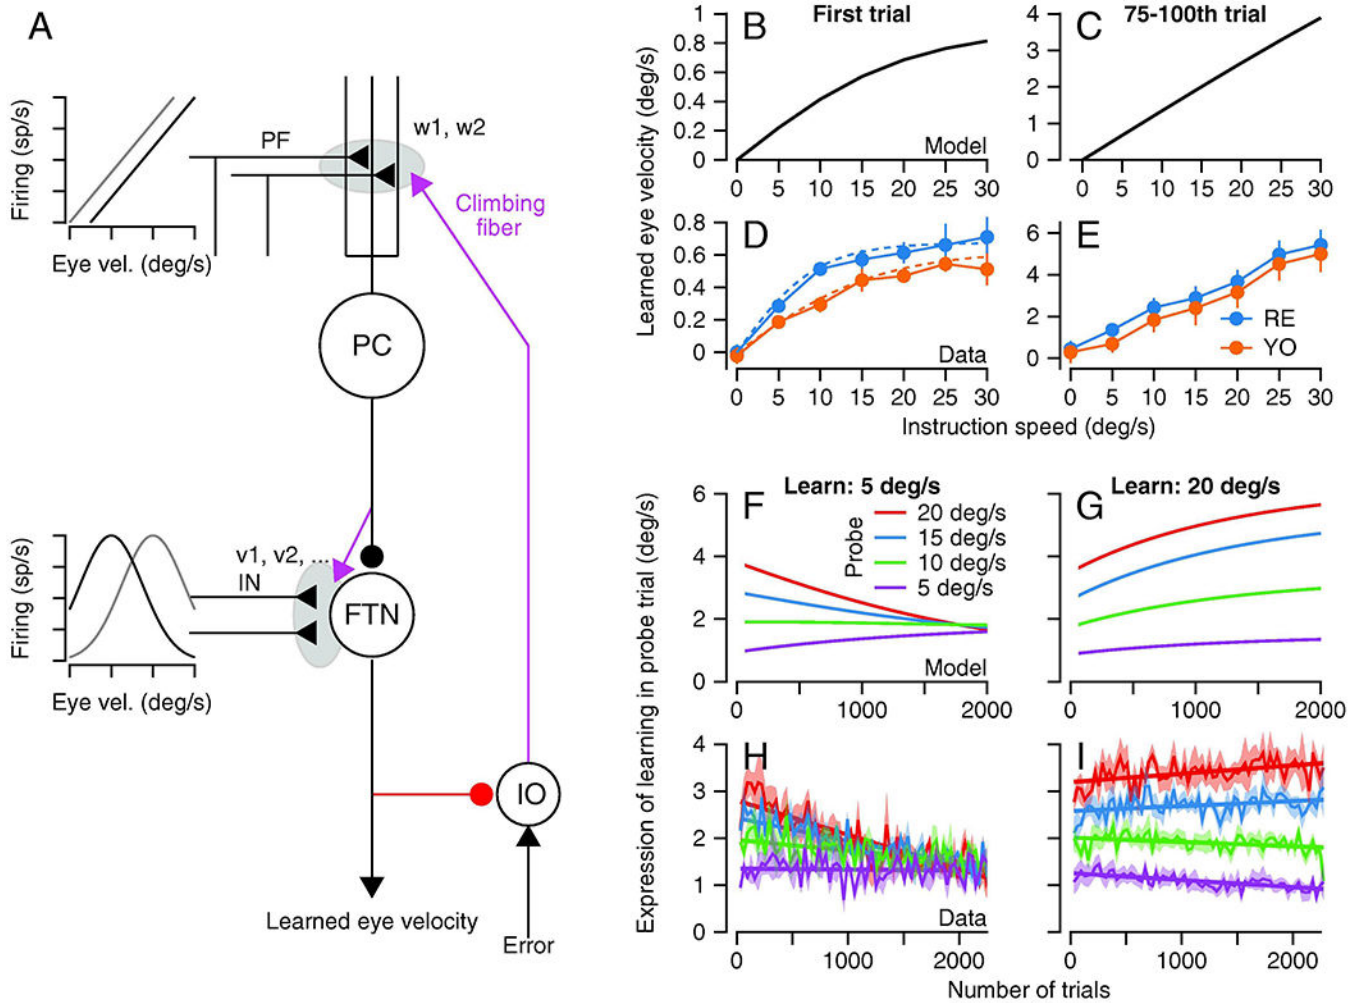 A
Firing (sp/s)
Eye vel. (deg/s)
PF
w1, w2
Climbing
fiber
PC
v1, v2, ...
IN
Firing (sp/s)
Eye vel. (deg/s)
FTN
IO
Learned eye velocity
Error
B
First trial
1
0.8
0.6
0.4
0.2
0
Model
0 5 10 15 20 25 30
C
75-100th trial
4
3
2
1
0
0 5 10 15 20 25 30
Learned eye velocity (deg/s)
D
0.8
0.6
0.4
0.2
0
Data
0 5 10 15 20 25 30
E
6
4
2
0
RE
YO
0 5 10 15 20 25 30
Instruction speed (deg/s)
Expression of learning in probe trial (deg/s)
F
Learn: 5 deg/s
6
4
2
0
Probe
20 deg/s
15 deg/s
10 deg/s
5 deg/s
Model
0 1000 2000
G
Learn: 20 deg/s
0 1000 2000
H
4
3
2
1
0
Data
0 1000 2000
I
0 1000 2000
Number of trials